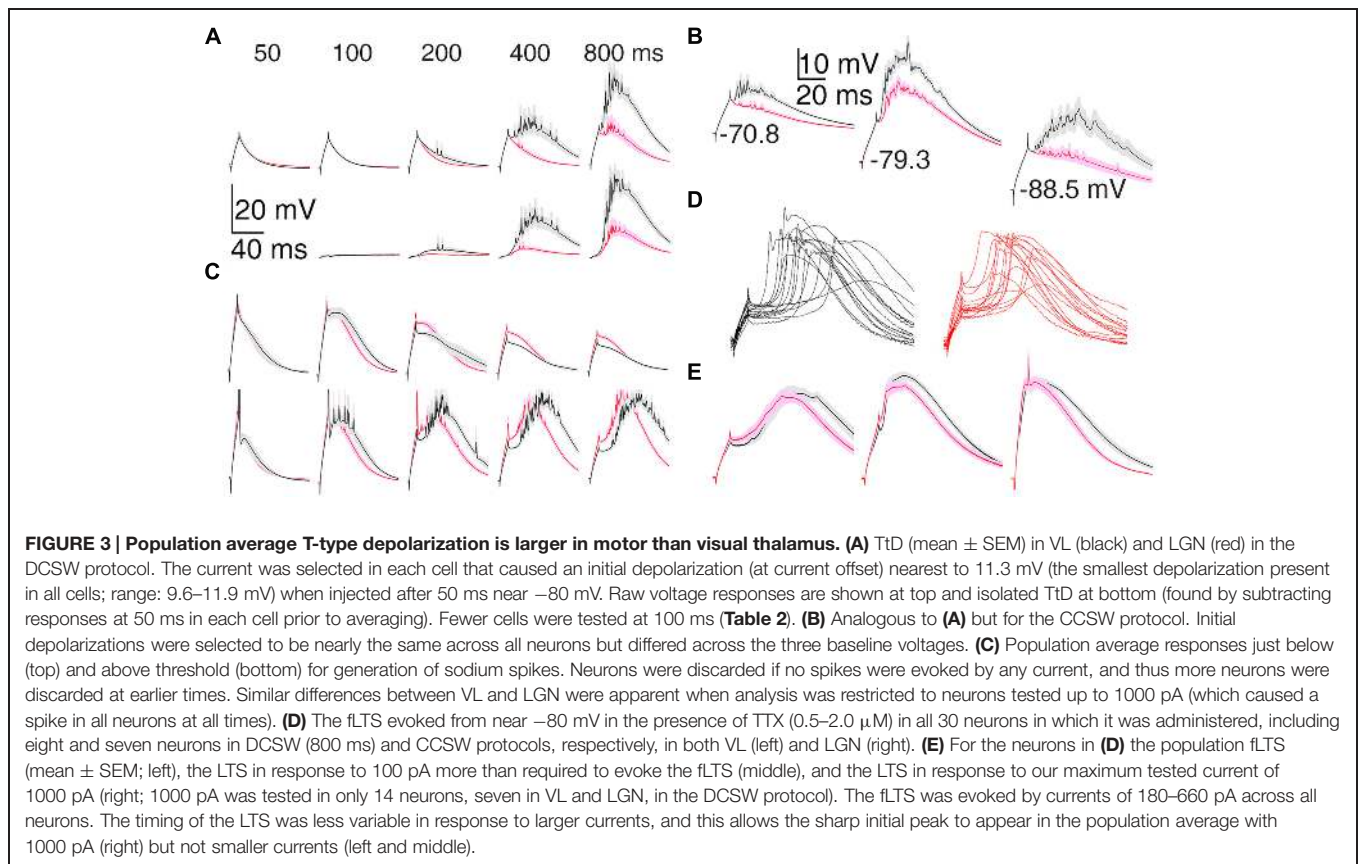 A
50 100 200 400 800 ms
20 mV
40 ms
B
10 mV
20 ms
-70.8
-79.3
-88.5 mV
C
D
E
FIGURE 3 | Population average T-type depolarization is larger in motor than visual thalamus. (A) TtD (mean ± SEM) in VL (black) and LGN (red) in the
DCSW protocol. The current was selected in each cell that caused an initial depolarization (at current offset) nearest to 11.3 mV (the smallest depolarization present
in all cells; range: 9.6–11.9 mV) when injected after 50 ms near −80 mV. Raw voltage responses are shown at top and isolated TtD at bottom (found by subtracting
responses at 50 ms in each cell prior to averaging). Fewer cells were tested at 100 ms (Table 2). (B) Analogous to (A) but for the CCSW protocol. Initial
depolarizations were selected to be nearly the same across all neurons but differed across the three baseline voltages. (C) Population average responses just below
(top) and above threshold (bottom) for generation of sodium spikes. Neurons were discarded if no spikes were evoked by any current, and thus more neurons were
discarded at earlier times. Similar differences between VL and LGN were apparent when analysis was restricted to neurons tested up to 1000 pA (which caused a
spike in all neurons at all times). (D) The fLTS evoked from near −80 mV in the presence of TTX (0.5–2.0 μM) in all 30 neurons in which it was administered, including
eight and seven neurons in DCSW (800 ms) and CCSW protocols, respectively, in both VL (left) and LGN (right). (E) For the neurons in (D) the population fLTS
(mean ± SEM; left), the LTS in response to 100 pA more than required to evoke the fLTS (middle), and the LTS in response to our maximum tested current of
1000 pA (right; 1000 pA was tested in only 14 neurons, seven in VL and LGN, in the DCSW protocol). The fLTS was evoked by currents of 180–660 pA across all
neurons. The timing of the LTS was less variable in response to larger currents, and this allows the sharp initial peak to appear in the population average with
1000 pA (right) but not smaller currents (left and middle).